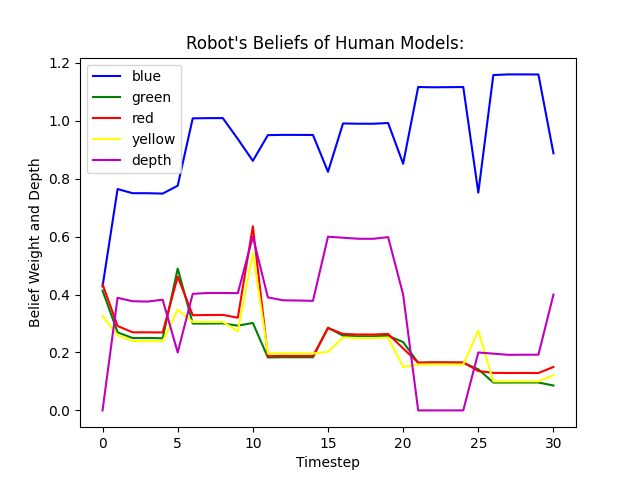 Robot's Beliefs of Human Models:
blue
green
red
yellow
depth
Belief Weight and Depth
1.2
1.0
0.8
0.6
0.4
0.2
0.0
0 5 10 15 20 25 30
Timestep